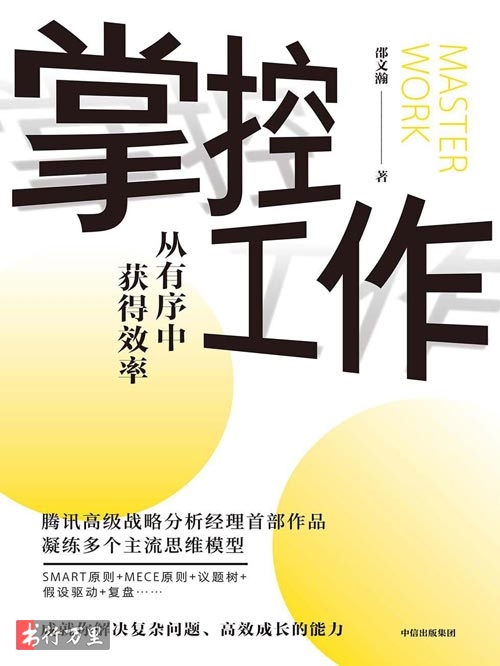 掌控
工作
邵文瀚
著
MASTER
WORK
从有序中
获得效率
腾讯高级战略分析经理首部作品
凝练多个主流思维模型
SMART原则+MECE原则+议题树+
假设驱动+复盘……
成就你解决复杂问题、高效成长的能力
书行万里
中信出版集团